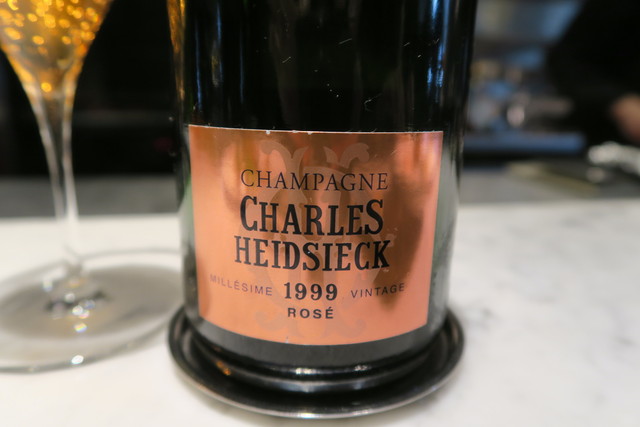 CHAMPAGNE
CHARLES
HEIDSIECK
MILLÉSIME 1999 VINTAGE
ROSÉ